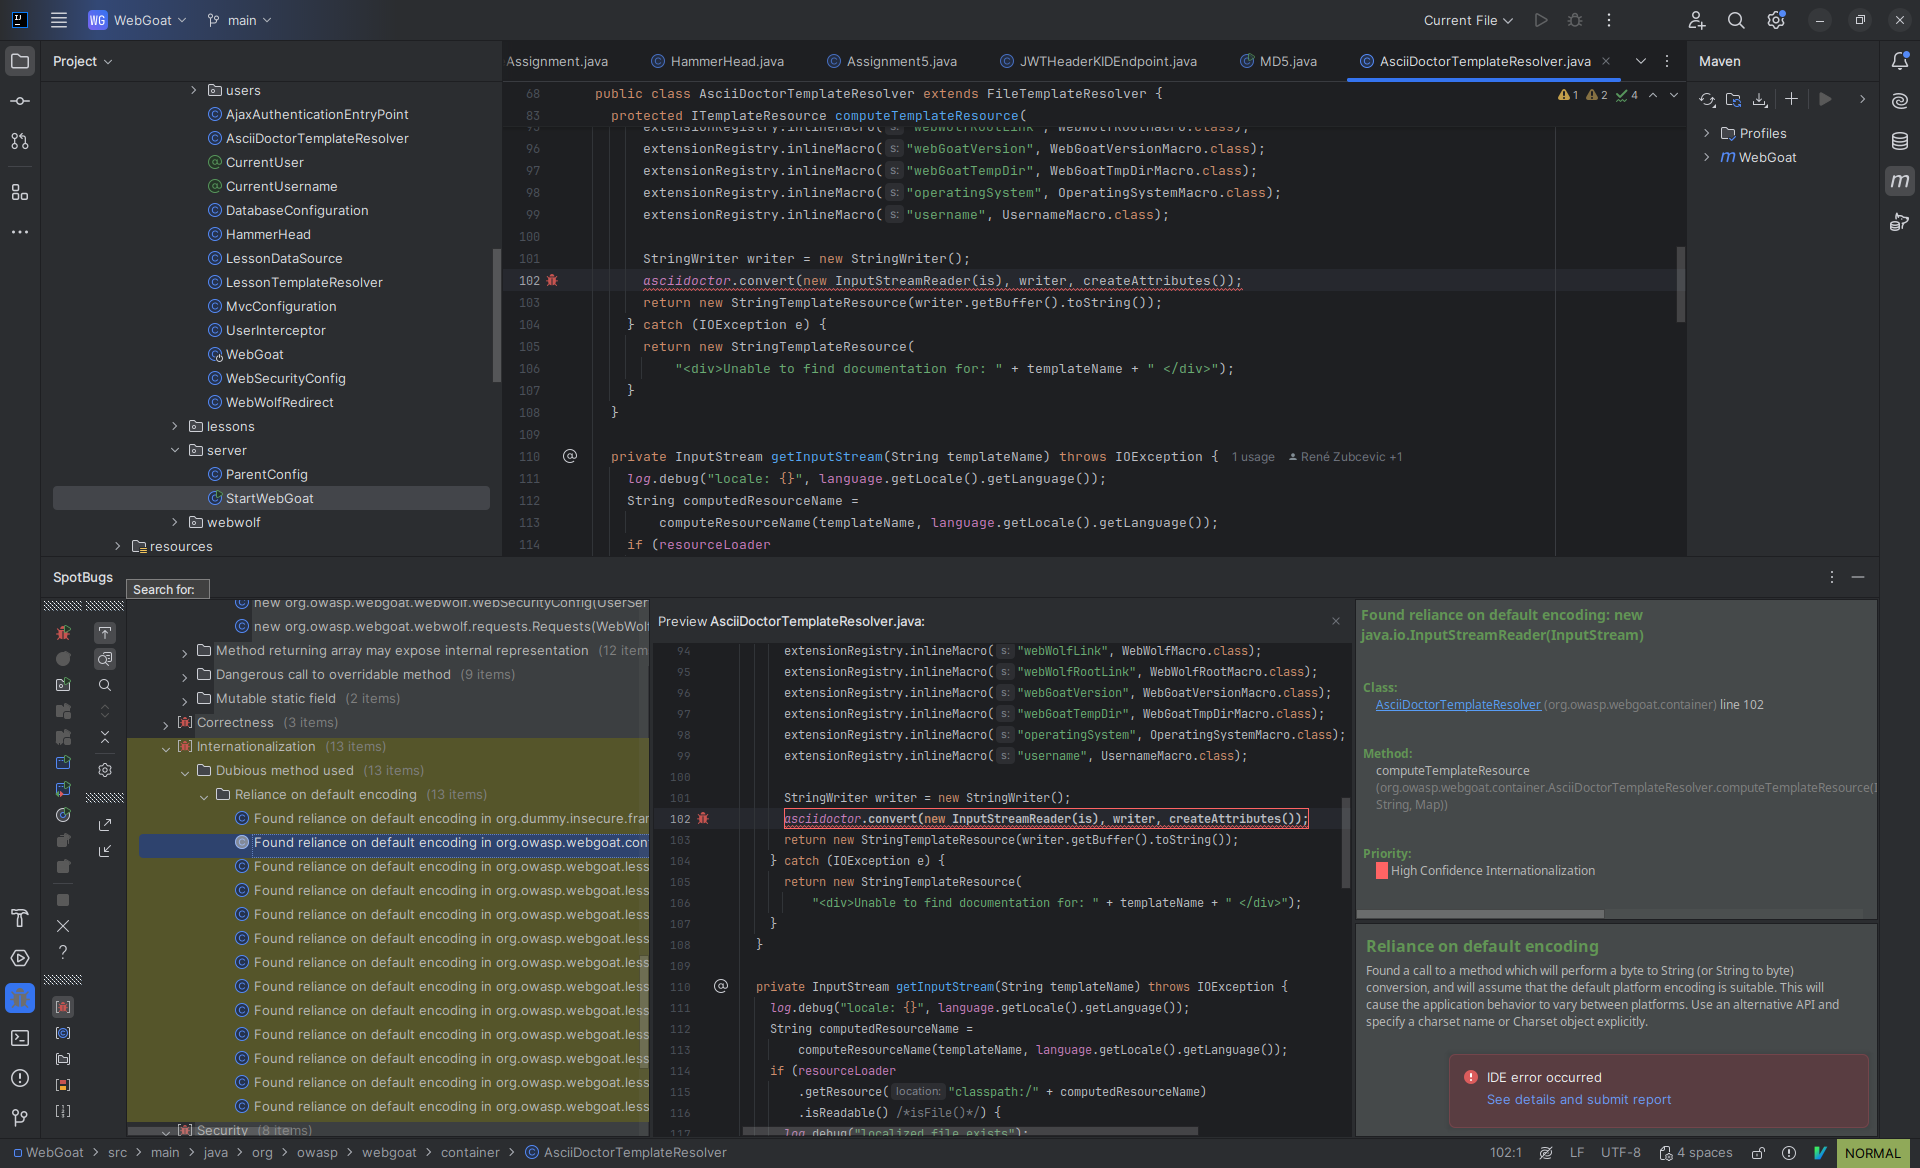 WG WebGoat main Current File
Project
users
AjaxAuthenticationEntryPoint
AsciiDoctorTemplateResolver
CurrentUser
CurrentUsername
DatabaseConfiguration
HammerHead
LessonDataSource
LessonTemplateResolver
MvcConfiguration
UserInterceptor
WebGoat
WebSecurityConfig
WebWolfRedirect
lessons
server
ParentConfig
StartWebGoat
webwolf
resources
Assignment.java HammerHead.java Assignment5.java JWTHeaderKIDEndpoint.java MD5.java AsciiDoctorTemplateResolver.java
1 2 4
68 public class AsciiDoctorTemplateResolver extends FileTemplateResolver {
83 protected ITemplateResource computeTemplateResource(
95 extensionRegistry.inlineMacro( s: "webWolfRootLink", WebWolfRootMacro.class);
96 extensionRegistry.inlineMacro( s: "webGoatVersion", WebGoatVersionMacro.class);
97 extensionRegistry.inlineMacro( s: "webGoatTempDir", WebGoatTmpDirMacro.class);
98 extensionRegistry.inlineMacro( s: "operatingSystem", OperatingSystemMacro.class);
99 extensionRegistry.inlineMacro( s: "username", UsernameMacro.class);
100
101 StringWriter writer = new StringWriter();
102 asciidoctor.convert(new InputStreamReader(is), writer, createAttributes());
103 return new StringTemplateResource(writer.getBuffer().toString());
104 } catch (IOException e) {
105 return new StringTemplateResource(
106 "<div>Unable to find documentation for: " + templateName + " </div>");
107 }
108 }
109
110 @ private InputStream getInputStream(String templateName) throws IOException { 1 usage René Zubcevic +1
111 log.debug("locale: {}", language.getLocale().getLanguage());
112 String computedResourceName =
113 computeResourceName(templateName, language.getLocale().getLanguage());
114 if (resourceLoader
Maven
Profiles
WebGoat
SpotBugs
Search for:
new org.owasp.webgoat.webwolf.WebSecurityConfig(UserSer
new org.owasp.webgoat.webwolf.requests.Requests(WebWolf
Method returning array may expose internal representation (12 item
Dangerous call to overridable method (9 items)
Mutable static field (2 items)
Correctness (3 items)
Internationalization (13 items)
Dubious method used (13 items)
Reliance on default encoding (13 items)
Found reliance on default encoding in org.dummy.insecure.fra
Found reliance on default encoding in org.owasp.webgoat.con
Found reliance on default encoding in org.owasp.webgoat.less
Found reliance on default encoding in org.owasp.webgoat.less
Found reliance on default encoding in org.owasp.webgoat.less
Found reliance on default encoding in org.owasp.webgoat.less
Found reliance on default encoding in org.owasp.webgoat.less
Found reliance on default encoding in org.owasp.webgoat.less
Found reliance on default encoding in org.owasp.webgoat.less
Found reliance on default encoding in org.owasp.webgoat.less
Found reliance on default encoding in org.owasp.webgoat.less
Found reliance on default encoding in org.owasp.webgoat.less
Found reliance on default encoding in org.owasp.webgoat.less
Security (8 items)
Preview AsciiDoctorTemplateResolver.java:
94 extensionRegistry.inlineMacro( s: "webWolfLink", WebWolfMacro.class);
95 extensionRegistry.inlineMacro( s: "webWolfRootLink", WebWolfRootMacro.class);
96 extensionRegistry.inlineMacro( s: "webGoatVersion", WebGoatVersionMacro.class);
97 extensionRegistry.inlineMacro( s: "webGoatTempDir", WebGoatTmpDirMacro.class);
98 extensionRegistry.inlineMacro( s: "operatingSystem", OperatingSystemMacro.class);
99 extensionRegistry.inlineMacro( s: "username", UsernameMacro.class);
100
101 StringWriter writer = new StringWriter();
102 asciidoctor.convert(new InputStreamReader(is), writer, createAttributes());
103 return new StringTemplateResource(writer.getBuffer().toString());
104 } catch (IOException e) {
105 return new StringTemplateResource(
106 "<div>Unable to find documentation for: " + templateName + " </div>");
107 }
108 }
109
110 @ private InputStream getInputStream(String templateName) throws IOException {
111 log.debug("locale: {}", language.getLocale().getLanguage());
112 String computedResourceName =
113 computeResourceName(templateName, language.getLocale().getLanguage());
114 if (resourceLoader
115 .getResource( location: "classpath:/" + computedResourceName)
116 .isReadable() /*isFile()*/) {
117 log.debug("localized file exists");
Found reliance on default encoding: new
java.io.InputStreamReader(InputStream)
Class:
AsciiDoctorTemplateResolver (org.owasp.webgoat.container) line 102
Method:
computeTemplateResource
(org.owasp.webgoat.container.AsciiDoctorTemplateResolver.computeTemplateResource(I
String, Map))
Priority:
High Confidence Internationalization
Reliance on default encoding
Found a call to a method which will perform a byte to String (or String to byte)
conversion, and will assume that the default platform encoding is suitable. This will
cause the application behavior to vary between platforms. Use an alternative API and
specify a charset name or Charset object explicitly.
IDE error occurred
See details and submit report
WebGoat > src > main > java > org > owasp > webgoat > container > AsciiDoctorTemplateResolver 102:1 LF UTF-8 4 spaces NORMAL